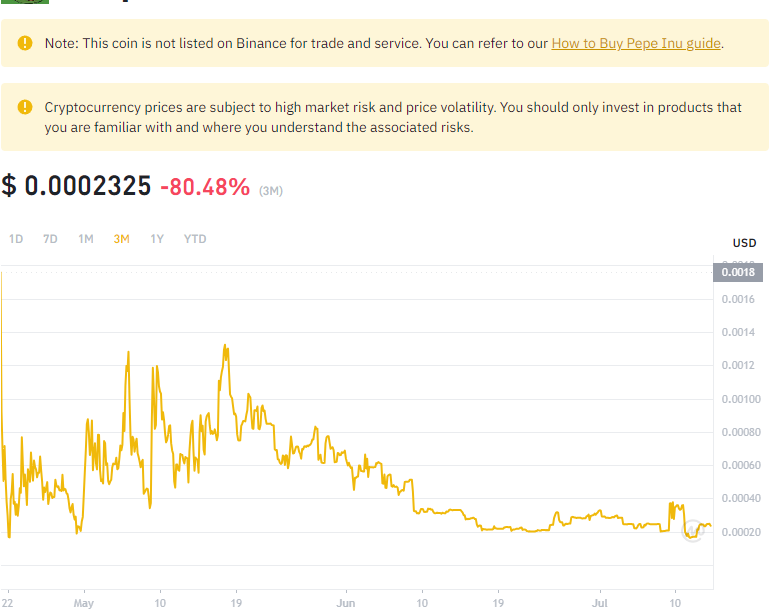 Note: This coin is not listed on Binance for trade and service. You can refer to our How to Buy Pepe Inu guide.
Cryptocurrency prices are subject to high market risk and price volatility. You should only invest in products that
you are familiar with and where you understand the associated risks.
$ 0.0002325 -80.48% (3M)
1D 7D 1M 3M 1Y YTD
USD
0.0018
0.0016
0.0014
0.0012
0.00100
0.00080
0.00060
0.00040
0.00020
22 May 10 19 Jun 10 19 Jul 10